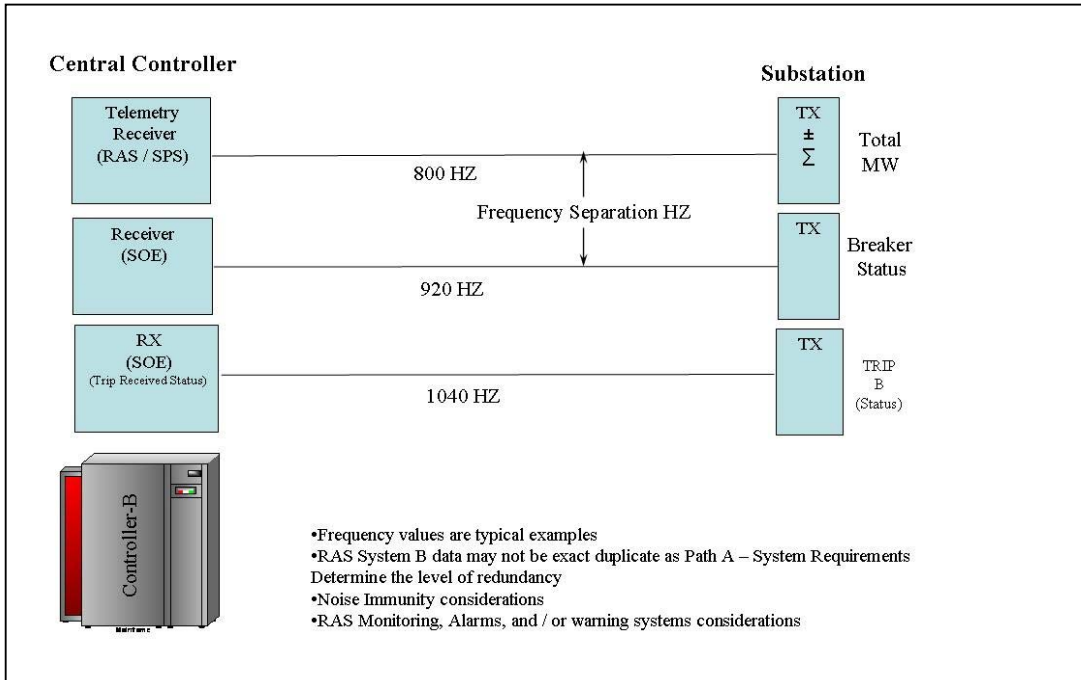 Central Controller
Substation
Telemetry
Receiver
(RAS / SPS)
800 HZ
TX
±
Σ
Total
MW
Frequency Separation HZ
Receiver
(SOE)
920 HZ
TX
Breaker
Status
RX
(SOE)
(Trip Received Status)
1040 HZ
TX
TRIP
B
(Status)
Controller-B
Mainframe
•Frequency values are typical examples
•RAS System B data may not be exact duplicate as Path A – System Requirements
Determine the level of redundancy
•Noise Immunity considerations
•RAS Monitoring, Alarms, and / or warning systems considerations